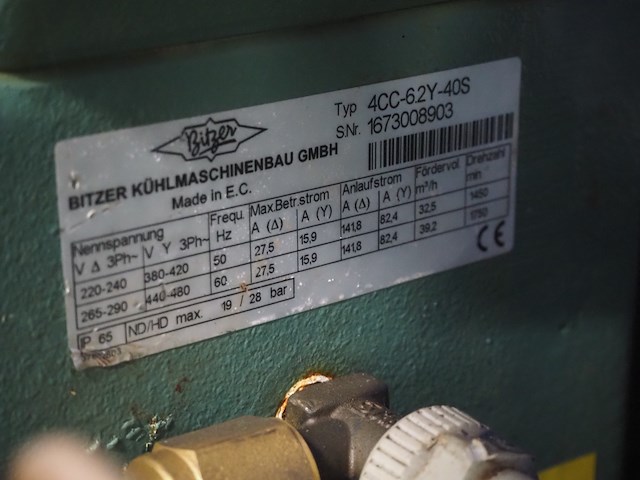 Bitzer
BITZER KÜHLMASCHINENBAU GMBH
Made in E.C.
Typ 4CC-6.2Y-40S
S.Nr. 1673008903
Nennspannung Frequ. Max.Betr.strom Anlaufstrom Fördervol. Drehzahl
V Δ 3Ph~ V Y 3Ph~ Hz A (Δ) A (Y) A (Δ) A (Y) m³/h min
220-240 380-420 50 27,5 15,9 141,8 82,4 32,5 1450
265-290 440-480 60 27,5 15,9 141,8 82,4 39,2 1750
IP 65 ND/HD max. 19 / 28 bar
CE